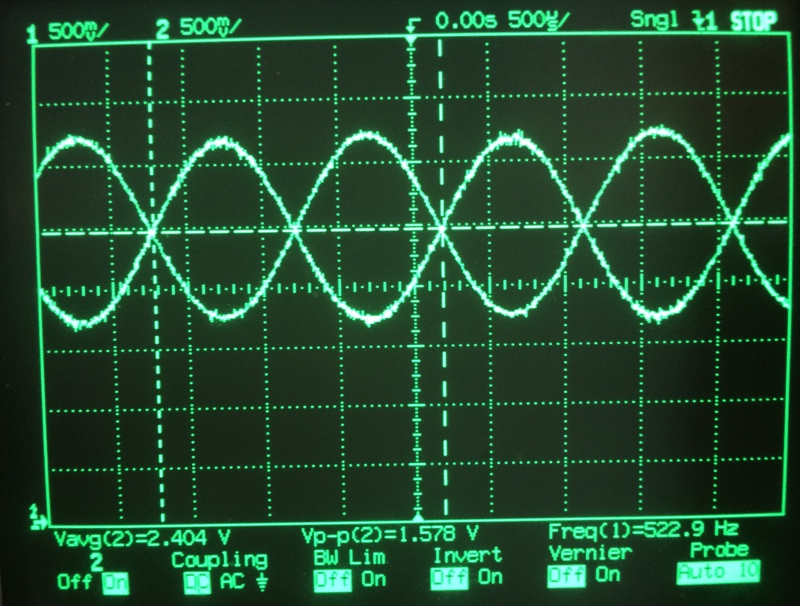 1 500mV/ 2 500mV/ 0.00s 500µs/ Sngl 1 STOP
1
2
Vavg(2)=2.404 V Vp-p(2)=1.578 V Freq(1)=522.9 Hz
2 Coupling BW Lim Invert Vernier Probe
Off On DC AC Off On Off On Off On Auto 10